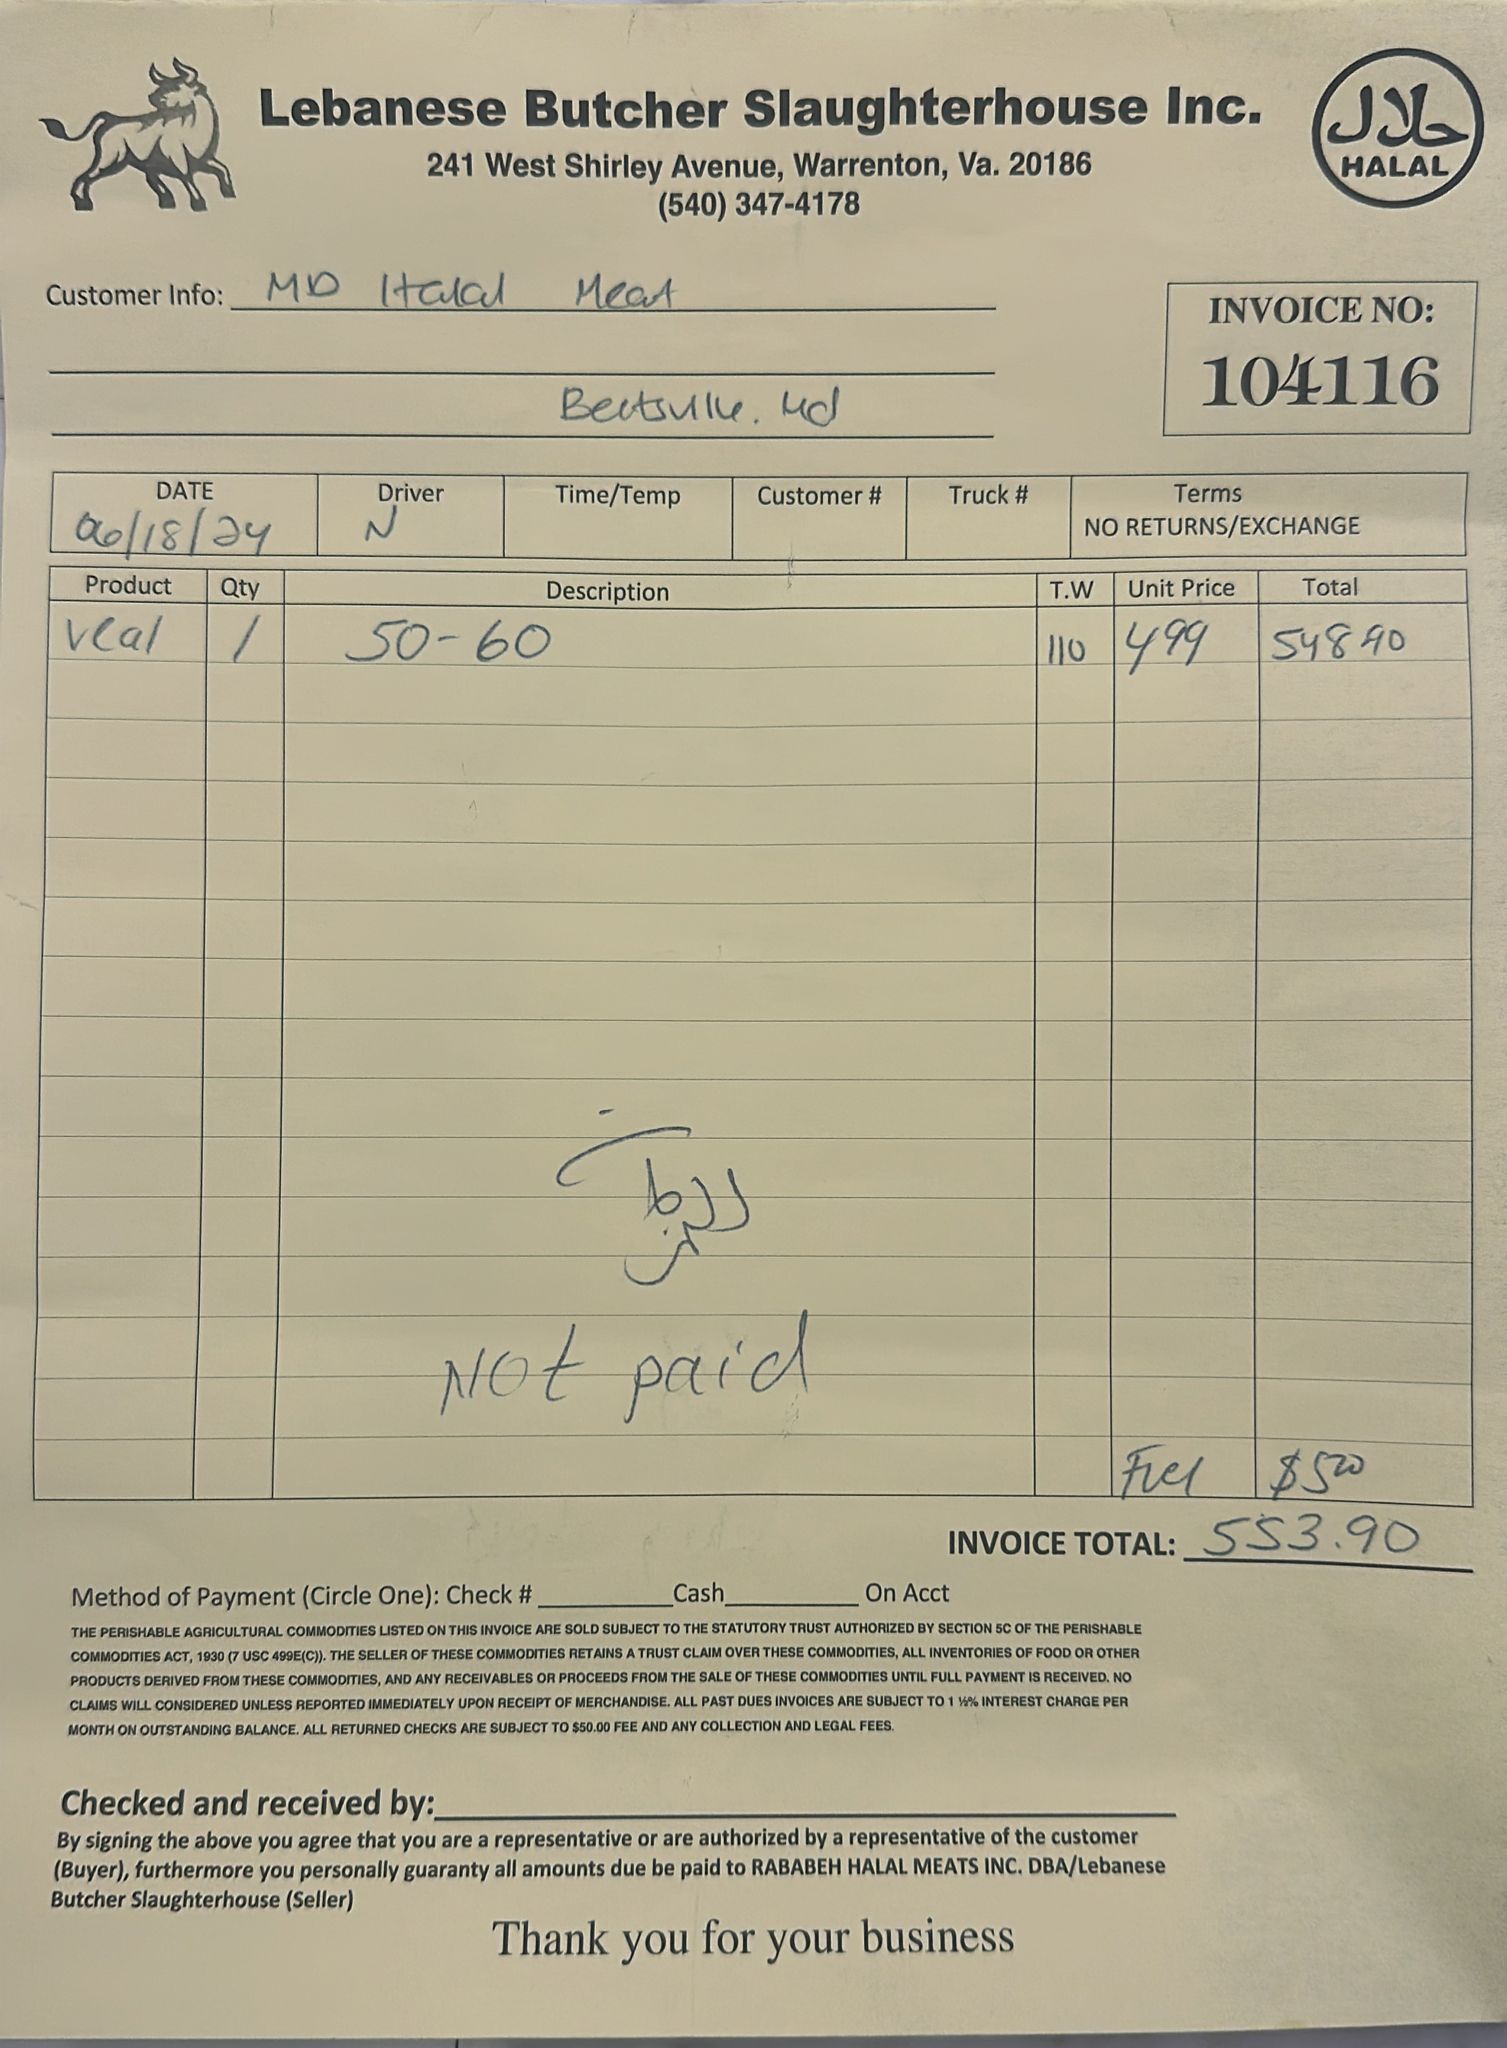 Lebanese Butcher Slaughterhouse Inc.
241 West Shirley Avenue, Warrenton, Va. 20186
(540) 347-4178
حلال
HALAL
Customer Info: MD Halal Meat
Beltsville. Md
INVOICE NO:
104116
DATE Driver Time/Temp Customer # Truck # Terms
06/18/24 N NO RETURNS/EXCHANGE
Product Qty Description T.W Unit Price Total
Veal 1 50-60 110 499 548 90
Not paid
Fuel $5 00
INVOICE TOTAL: 553.90
Method of Payment (Circle One): Check # Cash On Acct
THE PERISHABLE AGRICULTURAL COMMODITIES LISTED ON THIS INVOICE ARE SOLD SUBJECT TO THE STATUTORY TRUST AUTHORIZED BY SECTION 5C OF THE PERISHABLE
COMMODITIES ACT, 1930 (7 USC 499E(C)). THE SELLER OF THESE COMMODITIES RETAINS A TRUST CLAIM OVER THESE COMMODITIES, ALL INVENTORIES OF FOOD OR OTHER
PRODUCTS DERIVED FROM THESE COMMODITIES, AND ANY RECEIVABLES OR PROCEEDS FROM THE SALE OF THESE COMMODITIES UNTIL FULL PAYMENT IS RECEIVED. NO
CLAIMS WILL CONSIDERED UNLESS REPORTED IMMEDIATELY UPON RECEIPT OF MERCHANDISE. ALL PAST DUES INVOICES ARE SUBJECT TO 1 ½% INTEREST CHARGE PER
MONTH ON OUTSTANDING BALANCE. ALL RETURNED CHECKS ARE SUBJECT TO $50.00 FEE AND ANY COLLECTION AND LEGAL FEES.
Checked and received by:
By signing the above you agree that you are a representative or are authorized by a representative of the customer
(Buyer), furthermore you personally guaranty all amounts due be paid to RABABEH HALAL MEATS INC. DBA/Lebanese
Butcher Slaughterhouse (Seller)
Thank you for your business